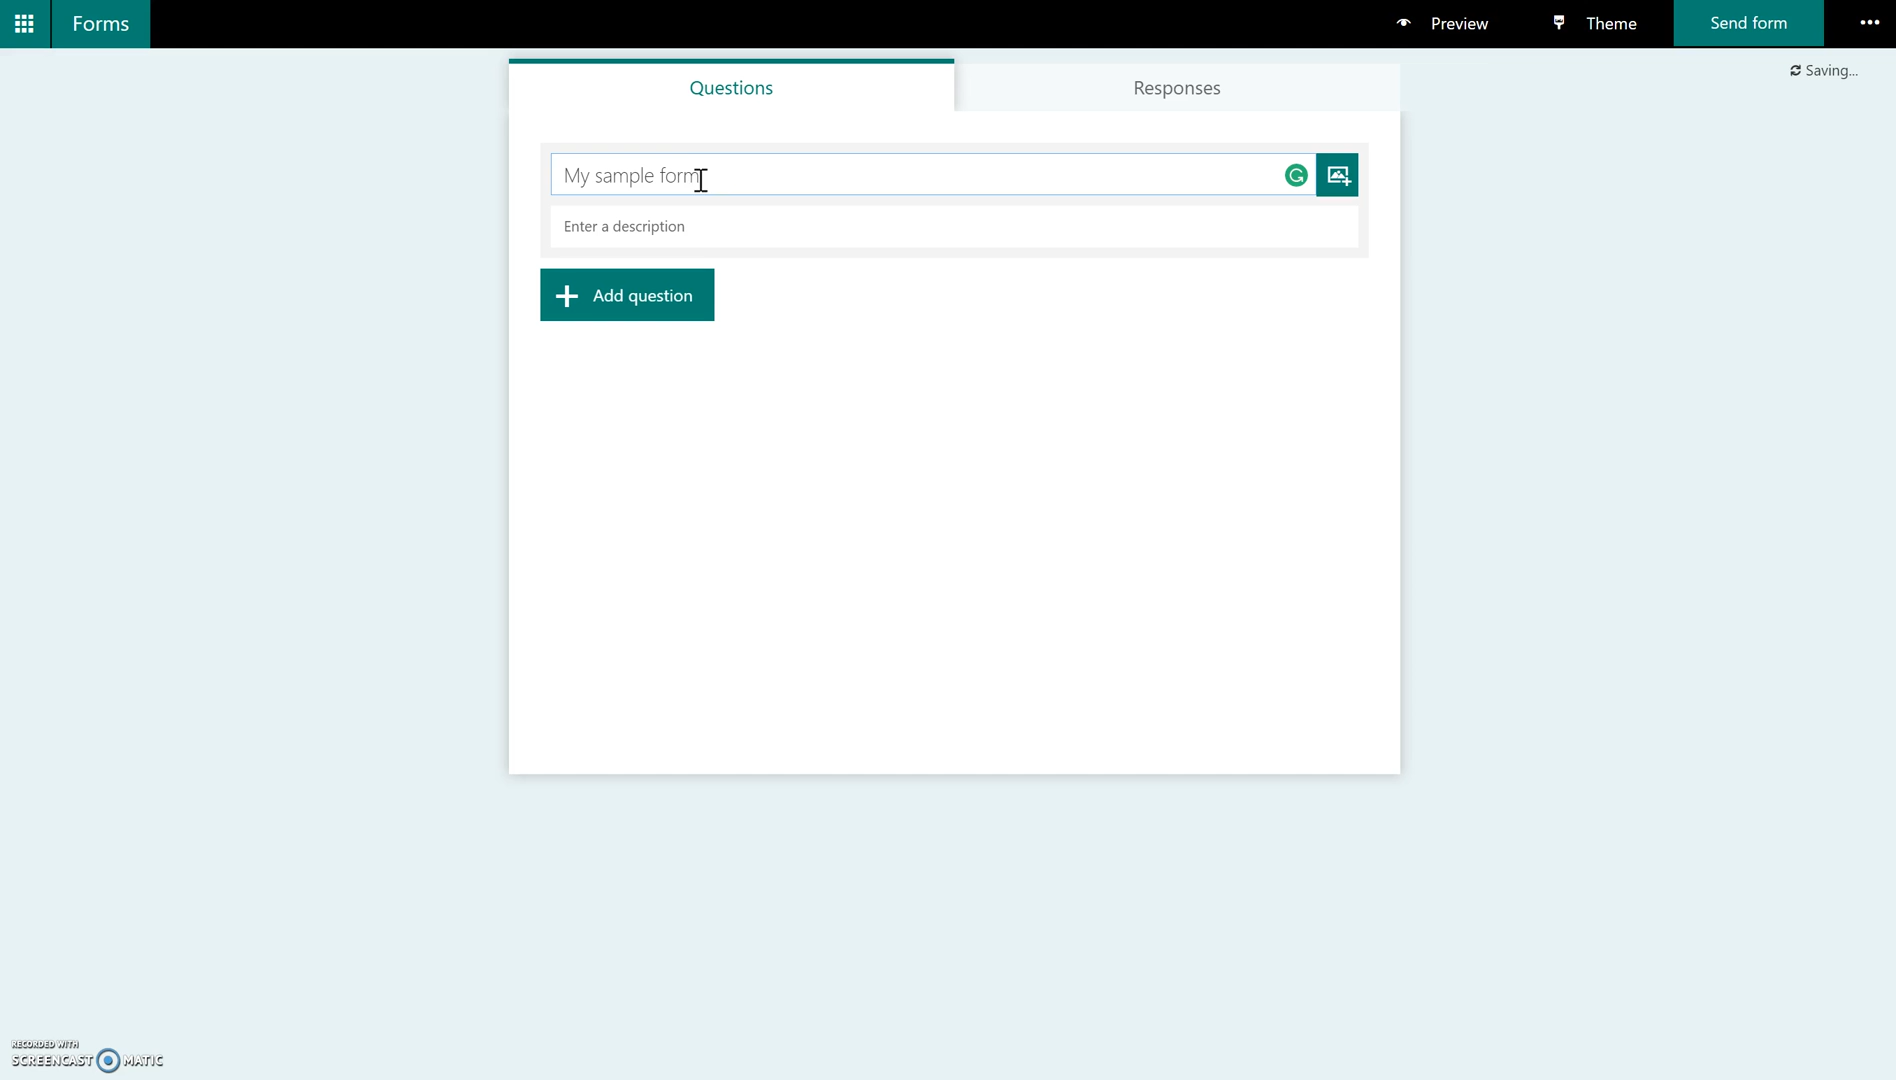 Forms
Preview
Theme
Send form
Saving...
Questions
Responses
My sample form
Enter a description
Add question
RECORDED WITH
SCREENCAST MATIC